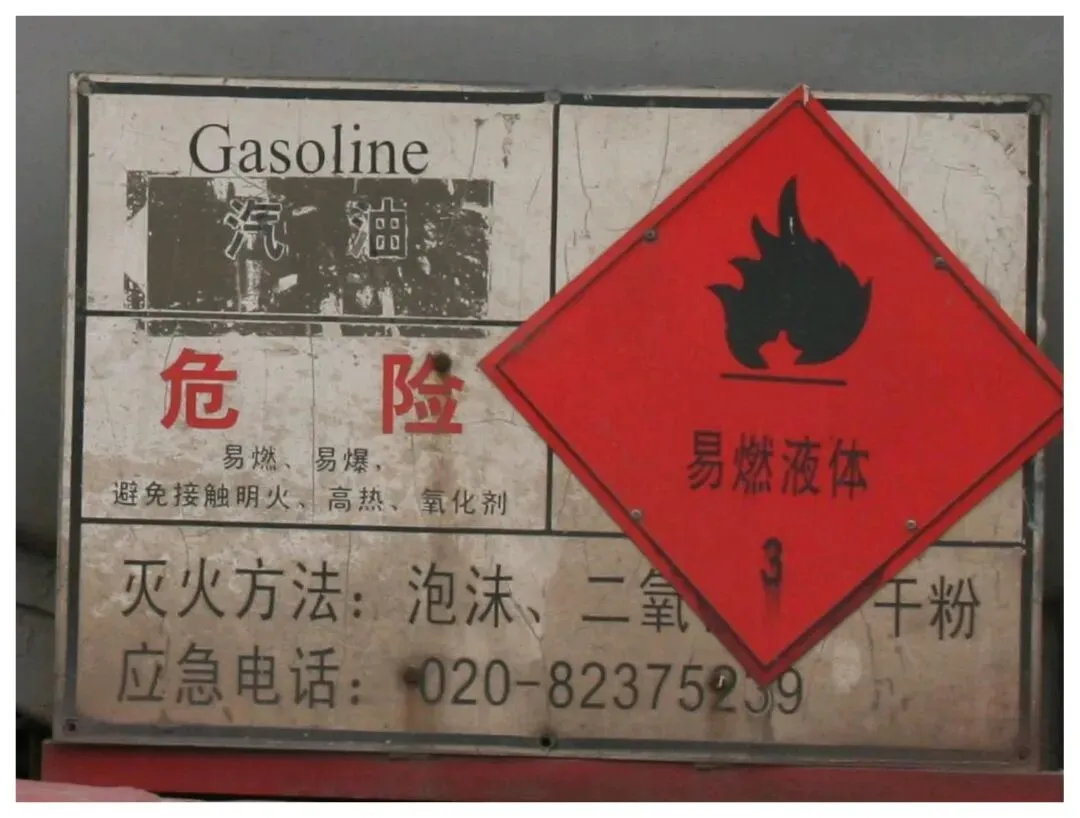 Gasoline
汽油
危险
易燃、易爆,
避免接触明火、高热、氧化剂
易燃液体
3
灭火方法：泡沫、二氧 干粉
应急电话：020-82375239